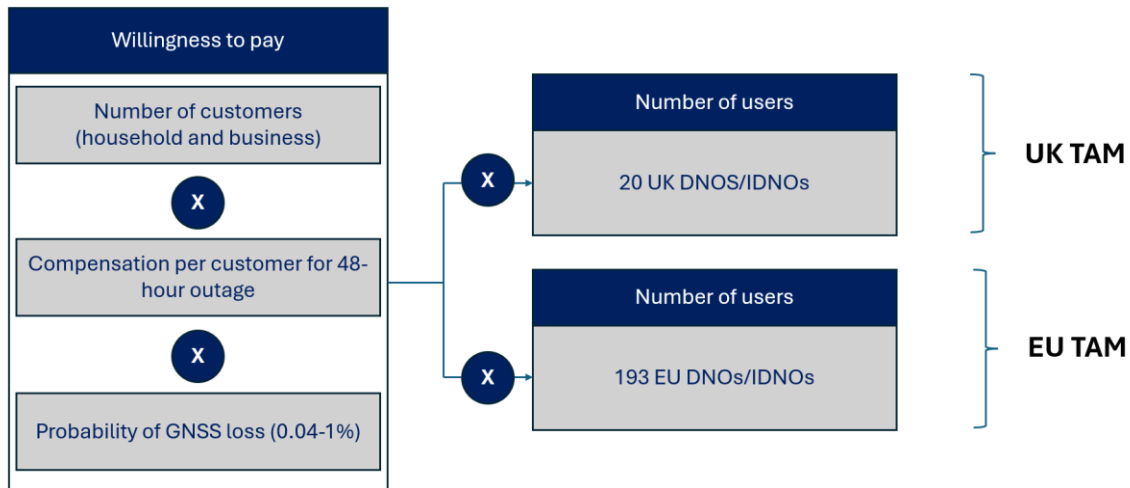 Willingness to pay
Number of customers
(household and business)
X
Compensation per customer for 48-
hour outage
X
Probability of GNSS loss (0.04-1%)
X
Number of users
20 UK DNOS/IDNOs
UK TAM
X
Number of users
193 EU DNOs/IDNOs
EU TAM